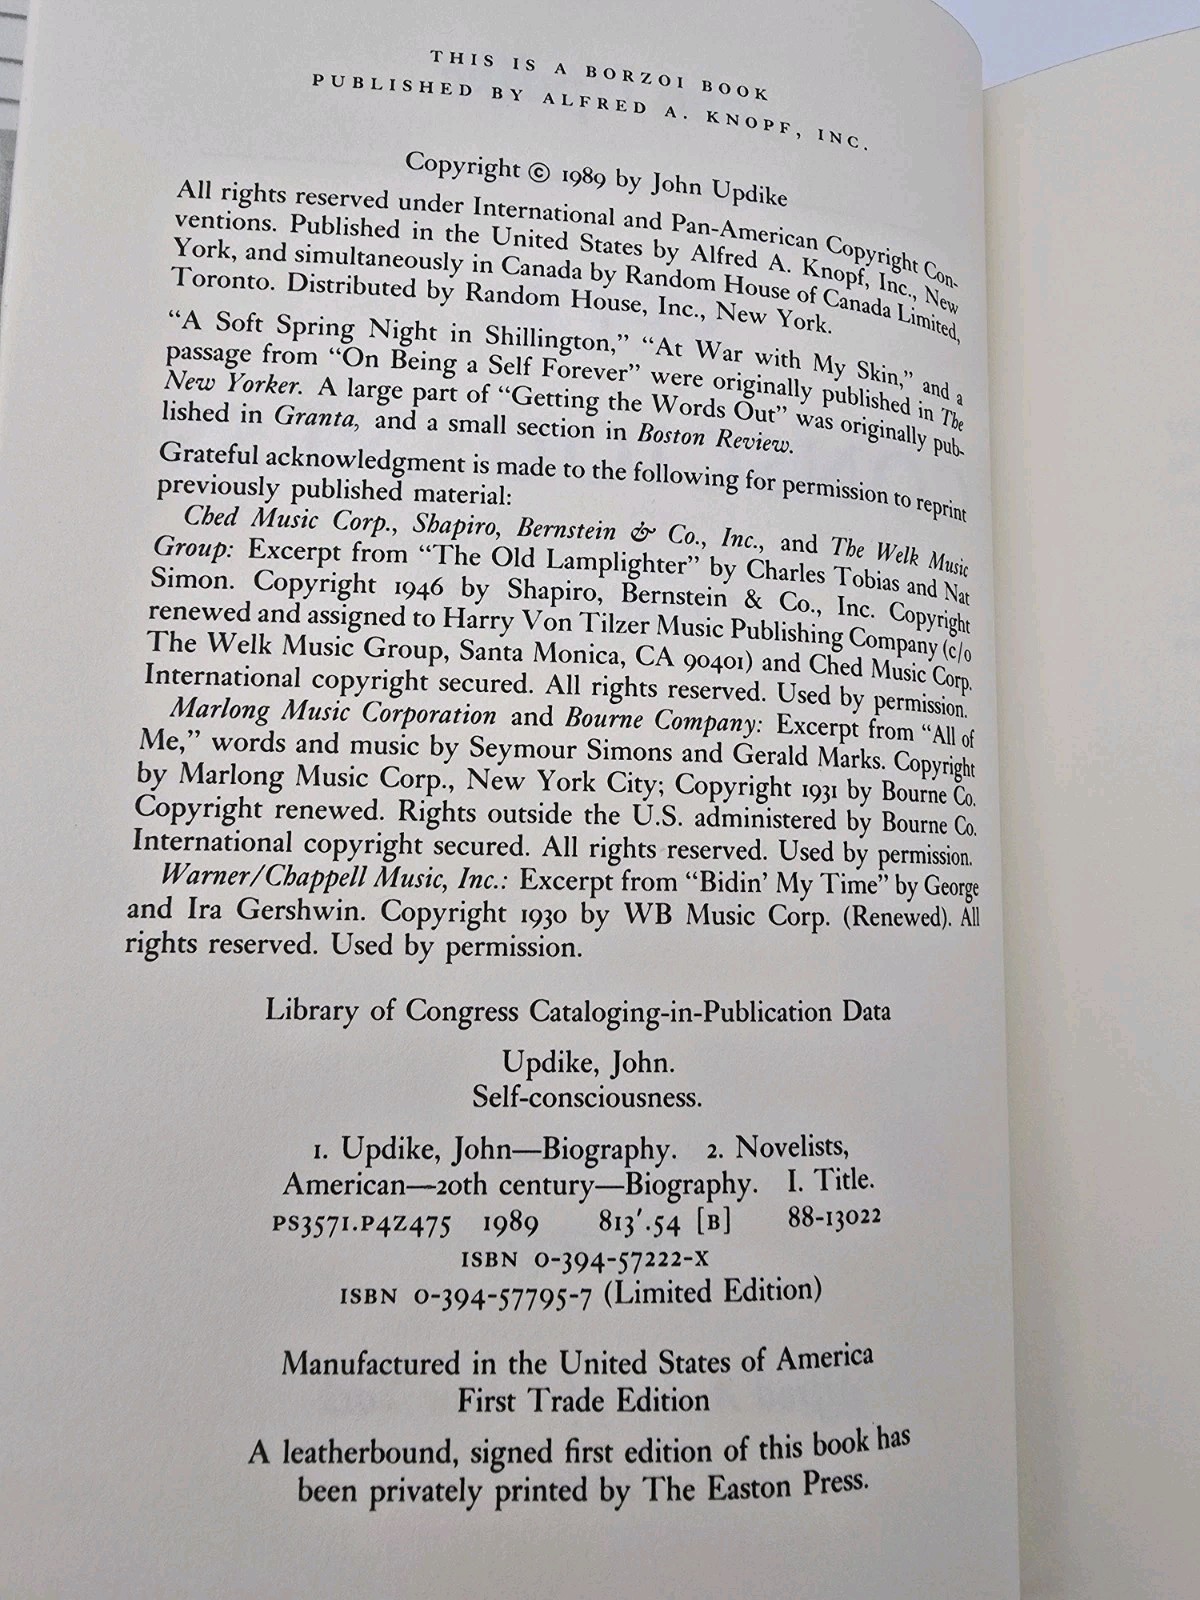 THIS IS A BORZOI BOOK
PUBLISHED BY ALFRED A. KNOPF, INC.
Copyright © 1989 by John Updike
All rights reserved under International and Pan-American Copyright Con-
ventions. Published in the United States by Alfred A. Knopf, Inc., New
York, and simultaneously in Canada by Random House of Canada Limited,
Toronto. Distributed by Random House, Inc., New York.
“A Soft Spring Night in Shillington,” “At War with My Skin,” and a
passage from “On Being a Self Forever” were originally published in The
New Yorker. A large part of “Getting the Words Out” was originally pub-
lished in Granta, and a small section in Boston Review.
Grateful acknowledgment is made to the following for permission to reprint
previously published material:
Ched Music Corp., Shapiro, Bernstein & Co., Inc., and The Welk Music
Group: Excerpt from “The Old Lamplighter” by Charles Tobias and Nat
Simon. Copyright 1946 by Shapiro, Bernstein & Co., Inc. Copyright
renewed and assigned to Harry Von Tilzer Music Publishing Company (c/o
The Welk Music Group, Santa Monica, CA 90401) and Ched Music Corp.
International copyright secured. All rights reserved. Used by permission.
Marlong Music Corporation and Bourne Company: Excerpt from “All of
Me,” words and music by Seymour Simons and Gerald Marks. Copyright
by Marlong Music Corp., New York City; Copyright 1931 by Bourne Co.
Copyright renewed. Rights outside the U.S. administered by Bourne Co.
International copyright secured. All rights reserved. Used by permission.
Warner/Chappell Music, Inc.: Excerpt from “Bidin’ My Time” by George
and Ira Gershwin. Copyright 1930 by WB Music Corp. (Renewed). All
rights reserved. Used by permission.
Library of Congress Cataloging-in-Publication Data
Updike, John.
Self-consciousness.
1. Updike, John—Biography. 2. Novelists,
American—20th century—Biography. I. Title.
PS3571.P4Z475 1989 813′.54 [B] 88-13022
ISBN 0-394-57222-X
ISBN 0-394-57795-7 (Limited Edition)
Manufactured in the United States of America
First Trade Edition
A leatherbound, signed first edition of this book has
been privately printed by The Easton Press.